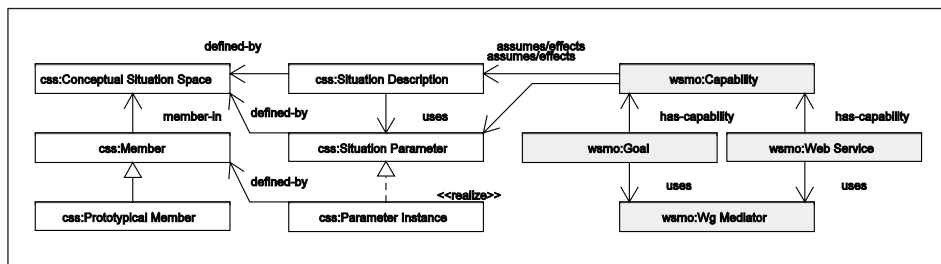 defined-by
assumes/effects
assumes/effects
css:Conceptual Situation Space
css:Situation Description
wsmo:Capability
member-in
defined-by
uses
has-capability
has-capability
css:Member
css:Situation Parameter
wsmo:Goal
wsmo:Web Service
defined-by
<<realize>>
uses
uses
css:Prototypical Member
css:Parameter Instance
wsmo:Wg Mediator